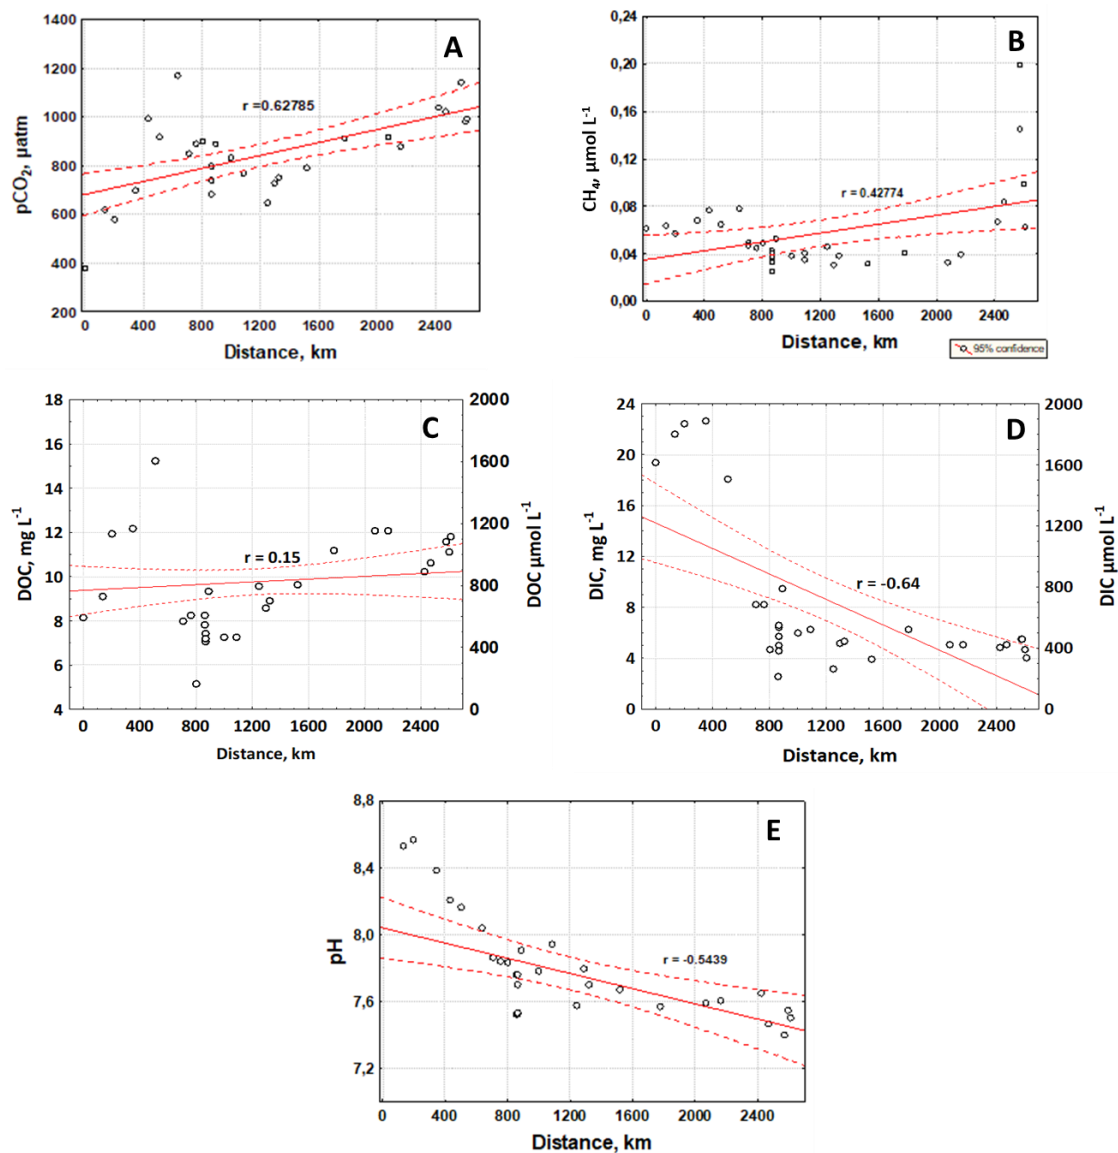 A
1400
1200
1000
800
600
400
200
pCO₂, µatm
r =0.62785
0 400 800 1200 1600 2000 2400
Distance, km
B
0,24
0,20
0,16
0,12
0,08
0,04
0,00
CH₄, µmol L⁻¹
r = 0.42774
0 400 800 1200 1600 2000 2400
Distance, km
95% confidence
C
18
16
14
12
10
8
6
4
DOC, mg L⁻¹
r = 0.15
2000
1600
1200
800
400
0
DOC µmol L⁻¹
0 400 800 1200 1600 2000 2400
Distance, km
D
24
20
16
12
8
4
0
DIC, mg L⁻¹
r = -0.64
2000
1600
1200
800
400
0
DIC µmol L⁻¹
0 400 800 1200 1600 2000 2400
Distance, km
E
8,8
8,4
8,0
7,6
7,2
pH
r = -0.5439
0 400 800 1200 1600 2000 2400
Distance, km